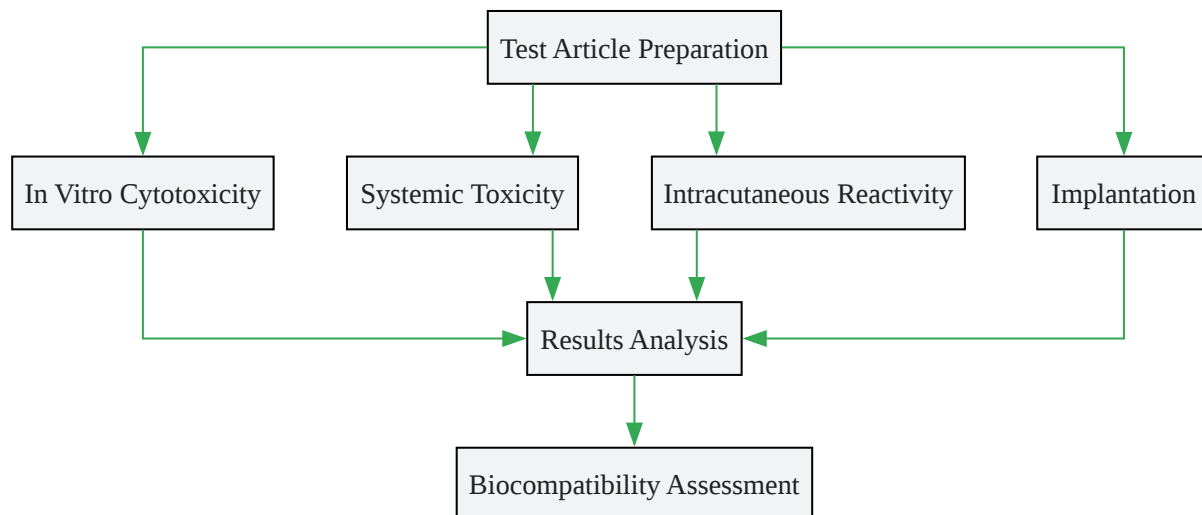 Test Article Preparation
In Vitro Cytotoxicity
Systemic Toxicity
Intracutaneous Reactivity
Implantation
Results Analysis
Biocompatibility Assessment